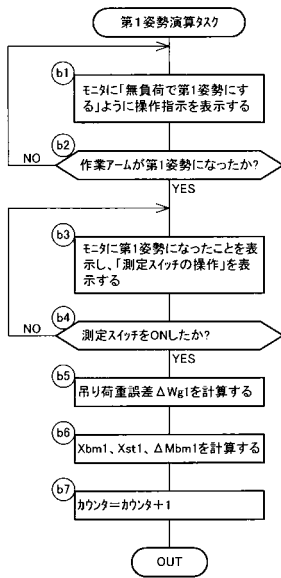 第1姿勢演算タスク
b1
モニタに「無負荷で第1姿勢にす
る」ように操作指示を表示する
b2
作業アームが第1姿勢になったか?
NO
YES
b3
モニタに第1姿勢になったことを表
示し、「測定スイッチの操作」を表
示する
b4
測定スイッチをONしたか?
NO
YES
b5
吊り荷重誤差ΔWg1を計算する
b6
Xbm1、Xst1、ΔMbm1を計算する
b7
カウンタ=カウンタ+1
OUT